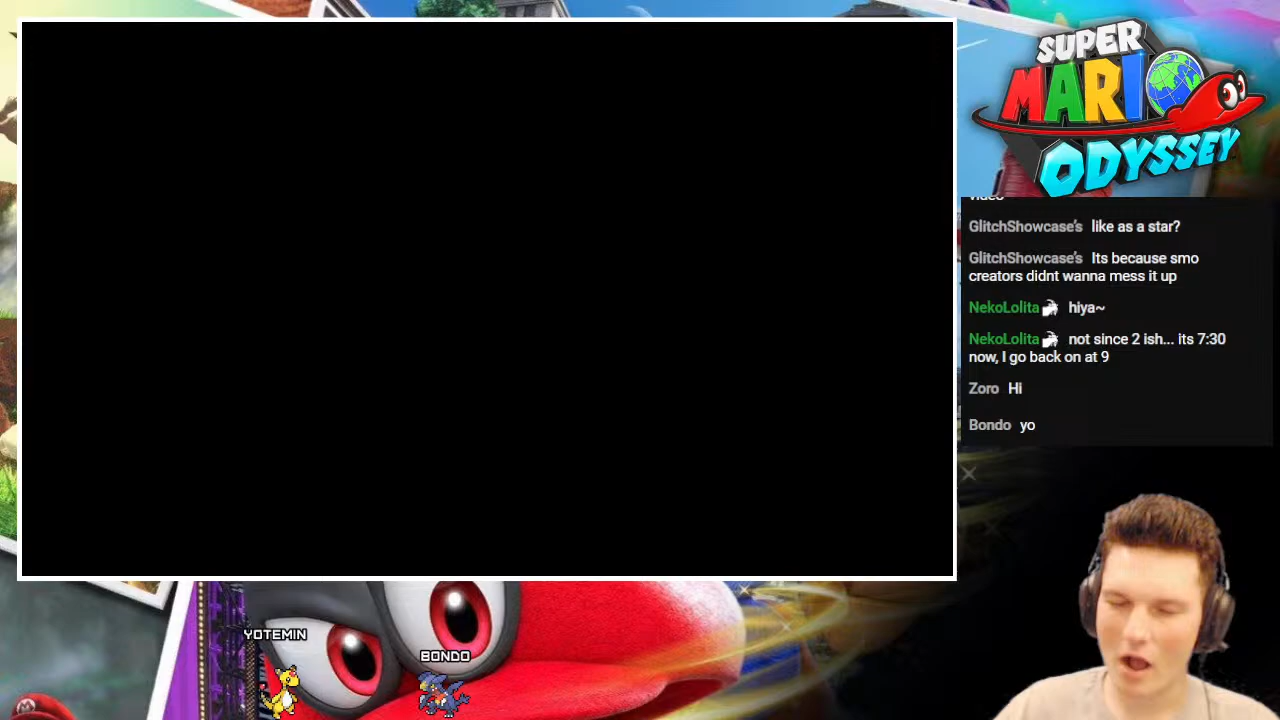 SUPER
MARIO
ODYSSEY
GlitchShowcase's like as a star?
GlitchShowcase's Its because smo
creators didnt wanna mess it up
NekoLolita hiya~
NekoLolita not since 2 ish... its 7:30
now, I go back on at 9
Zoro Hi
Bondo yo
YOTEMIN
BONDO